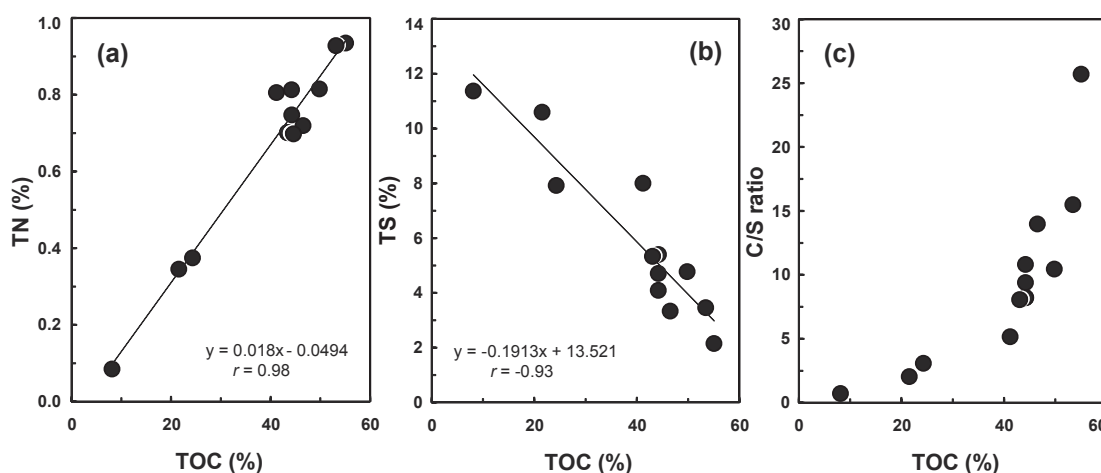 (a)
TN (%)
1.0
0.8
0.6
0.4
0.2
0.0
y = 0.018x - 0.0494
r = 0.98
0
20
40
60
TOC (%)
(b)
TS (%)
14
12
10
8
6
4
2
0
y = -0.1913x + 13.521
r = -0.93
0
20
40
60
TOC (%)
(c)
C/S ratio
30
25
20
15
10
5
0
0
20
40
60
TOC (%)